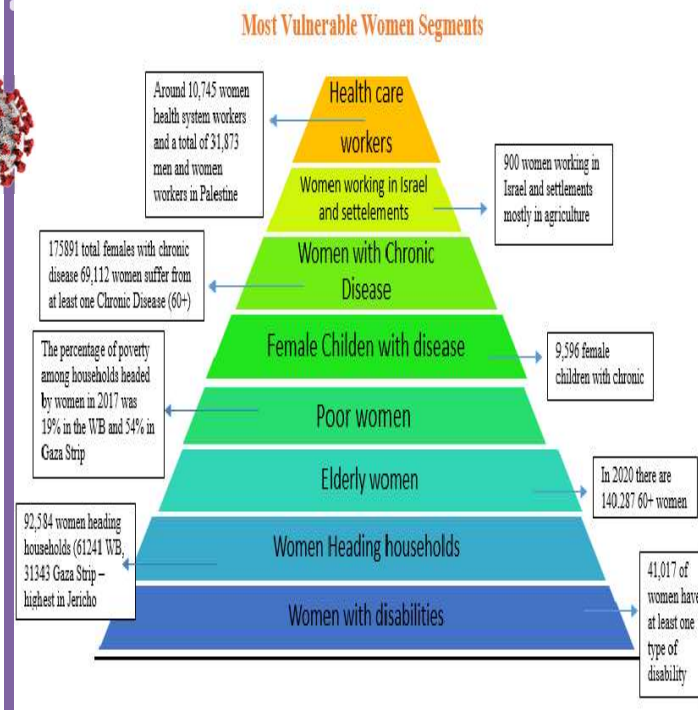 Most Vulnerable Women Segments
Health care
workers
Around 10,745 women
health system workers
and a total of 31,873
men and women
workers in Palestine
Women working in Israel
and settelements
900 women working in
Israel and settlements
mostly in agriculture
Women with Chronic
Disease
175891 total females with chronic
disease 69,112 women suffer from
at least one Chronic Disease (60+)
Female Childen with disease
9,596 female
children with chronic
The percentage of poverty
among households headed
by women in 2017 was
19% in the WB and 54% in
Gaza Strip
Poor women
Elderly women
In 2020 there are
140.287 60+ women
92,584 women heading
households (61241 WB,
31343 Gaza Strip –
highest in Jericho
Women Heading households
Women with disabilities
41,017 of
women have
at least one
type of
disability